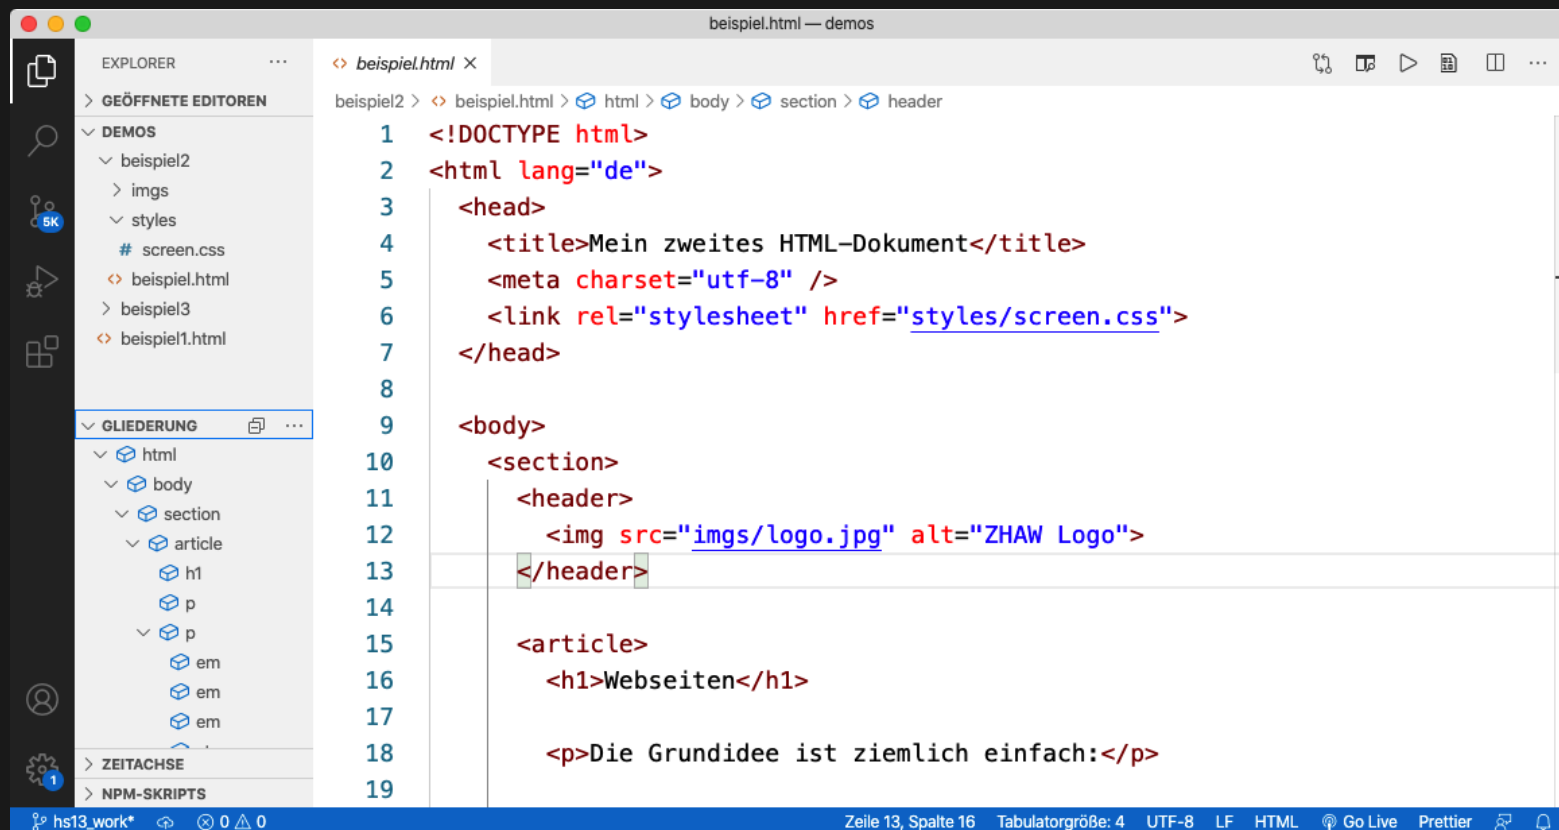 beispiel.html — demos
EXPLORER
GEÖFFNETE EDITOREN
DEMOS
beispiel2
imgs
styles
# screen.css
<> beispiel.html
beispiel3
<> beispiel1.html
GLIEDERUNG
html
body
section
article
h1
p
p
em
em
em
ZEITACHSE
NPM-SKRIPTS
5K
1
<> beispiel.html
beispiel2 > <> beispiel.html > html > body > section > header
1 <!DOCTYPE html>
2 <html lang="de">
3 <head>
4 <title>Mein zweites HTML-Dokument</title>
5 <meta charset="utf-8" />
6 <link rel="stylesheet" href="styles/screen.css">
7 </head>
8
9 <body>
10 <section>
11 <header>
12 <img src="imgs/logo.jpg" alt="ZHAW Logo">
13 </header>
14
15 <article>
16 <h1>Webseiten</h1>
17
18 <p>Die Grundidee ist ziemlich einfach:</p>
19
hs13_work* 0 0 Zeile 13, Spalte 16 Tabulatorgröße: 4 UTF-8 LF HTML Go Live Prettier